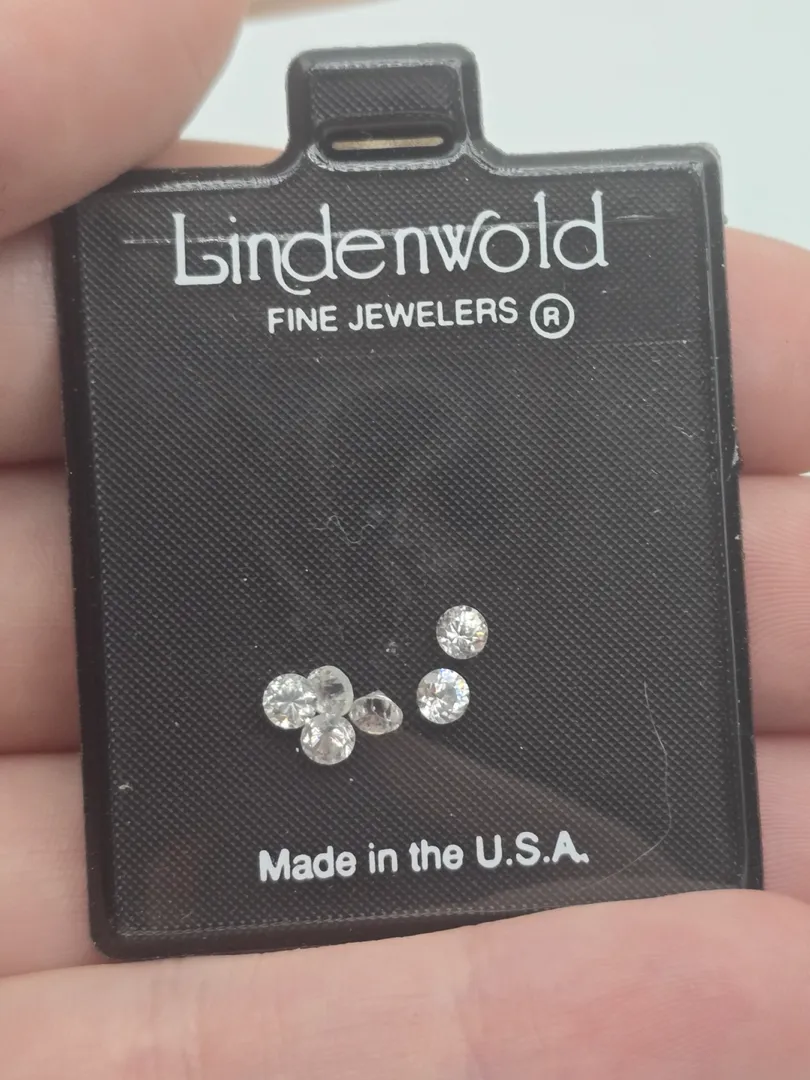 Lindenwold
FINE JEWELERS ®
Made in the U.S.A.